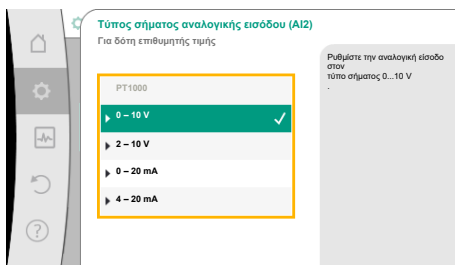 Τύπος σήματος αναλογικής εισόδου (AI2)
Για δότη επιθυμητής τιμής
PT1000
0 – 10 V
2 – 10 V
0 – 20 mA
4 – 20 mA
Ρυθμίστε την αναλογική είσοδο
στον
τύπο σήματος 0...10 V
.